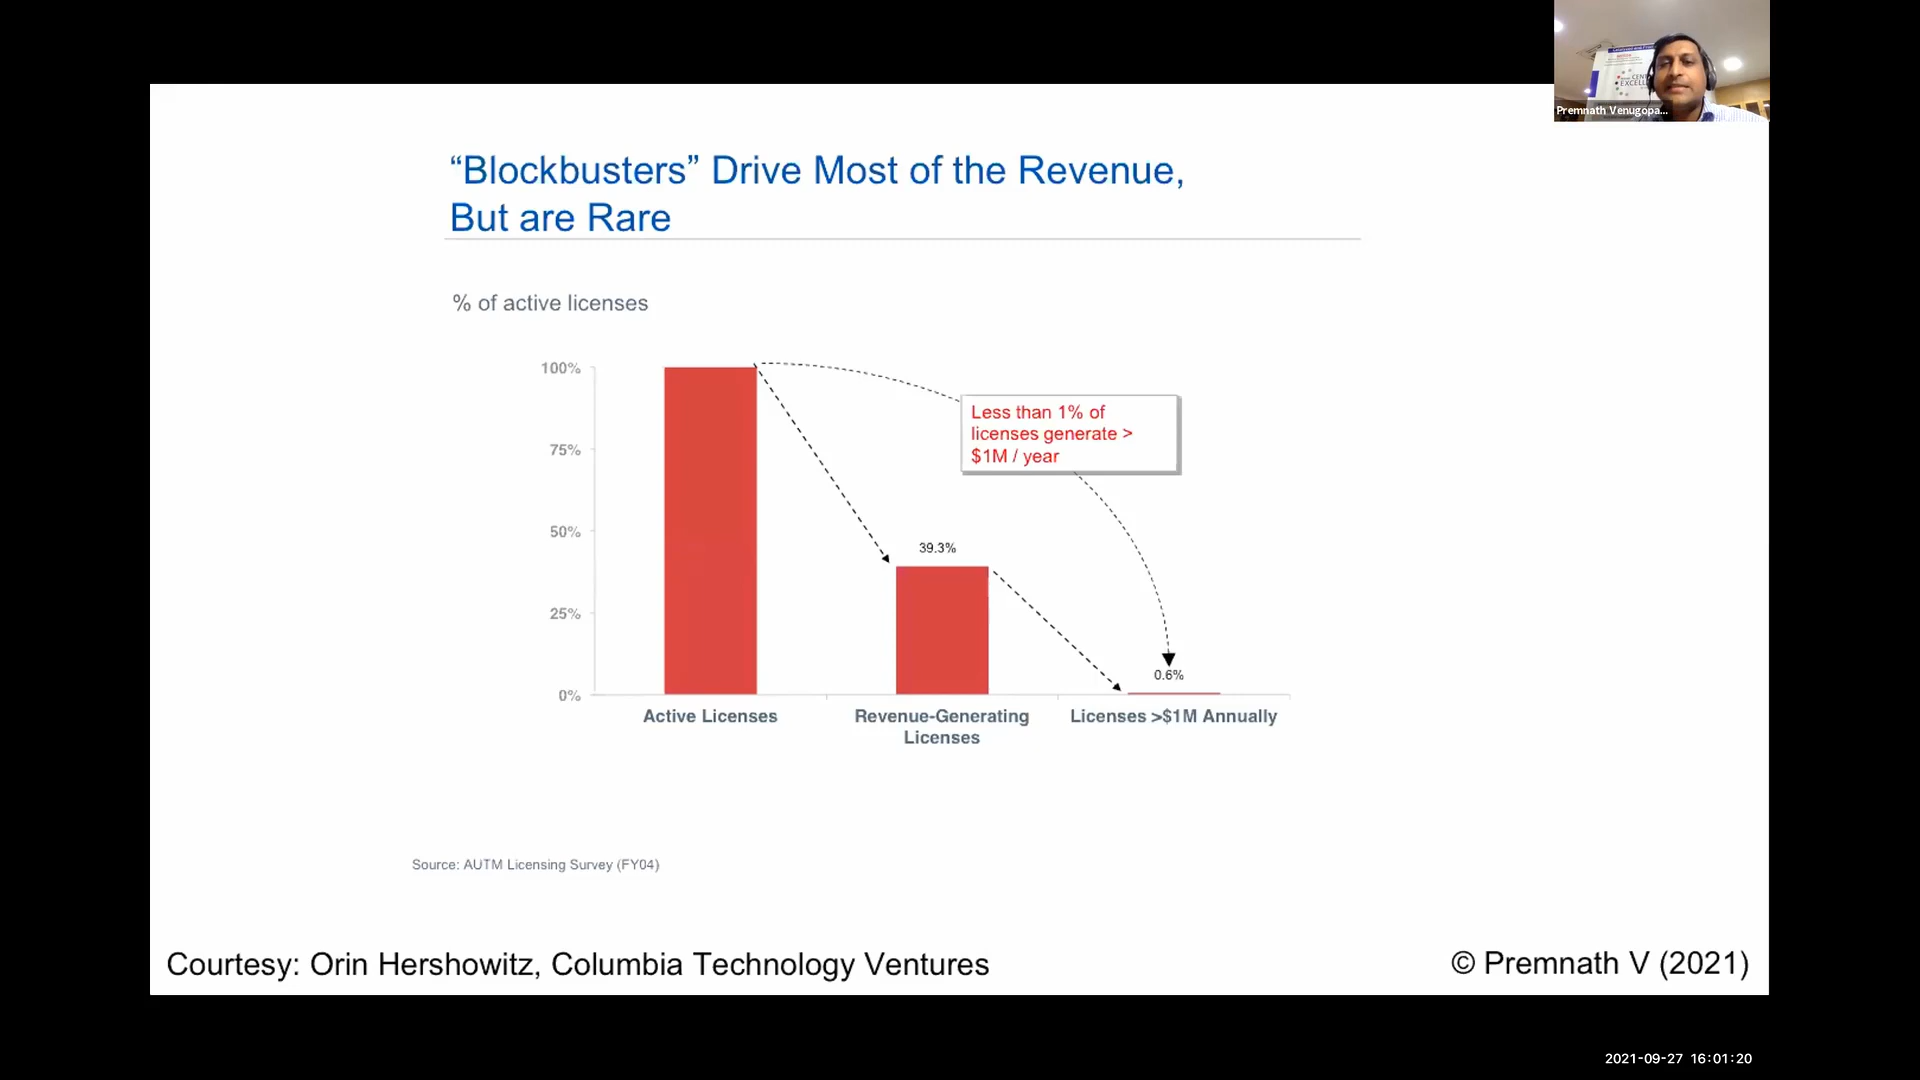 “Blockbusters” Drive Most of the Revenue,
But are Rare
% of active licenses
100%
75%
50%
25%
0%
Less than 1% of
licenses generate >
$1M / year
39.3%
0.6%
Active Licenses
Revenue-Generating
Licenses
Licenses >$1M Annually
Source: AUTM Licensing Survey (FY04)
Courtesy: Orin Hershowitz, Columbia Technology Ventures
© Premnath V (2021)
Premnath Venugopa...
2021-09-27 16:01:20